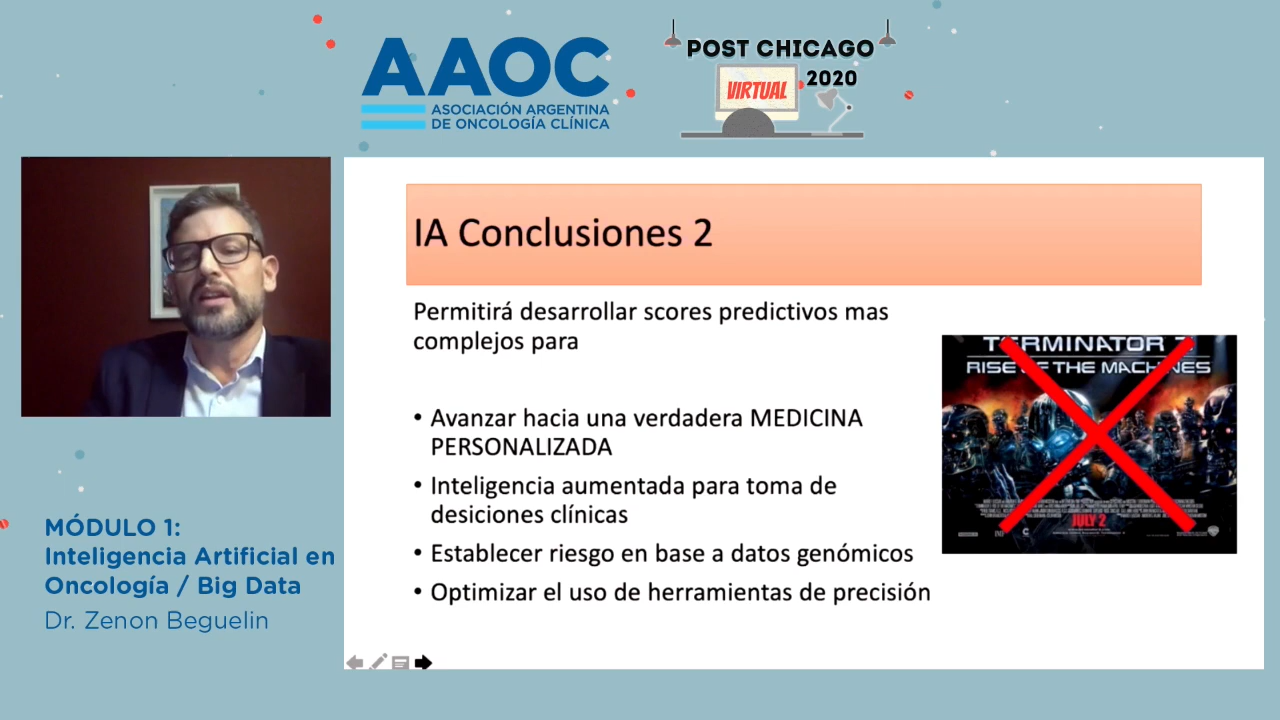 AAOC
ASOCIACIÓN ARGENTINA
DE ONCOLOGÍA CLÍNICA
POST CHICAGO
2020
VIRTUAL
IA Conclusiones 2
Permitirá desarrollar scores predictivos mas
complejos para
• Avanzar hacia una verdadera MEDICINA
PERSONALIZADA
• Inteligencia aumentada para toma de
desiciones clínicas
• Establecer riesgo en base a datos genómicos
• Optimizar el uso de herramientas de precisión
TERMINATOR
RISE OF THE MACHINES
JULY 2
MÓDULO 1:
Inteligencia Artificial en
Oncología / Big Data
Dr. Zenon Beguelin